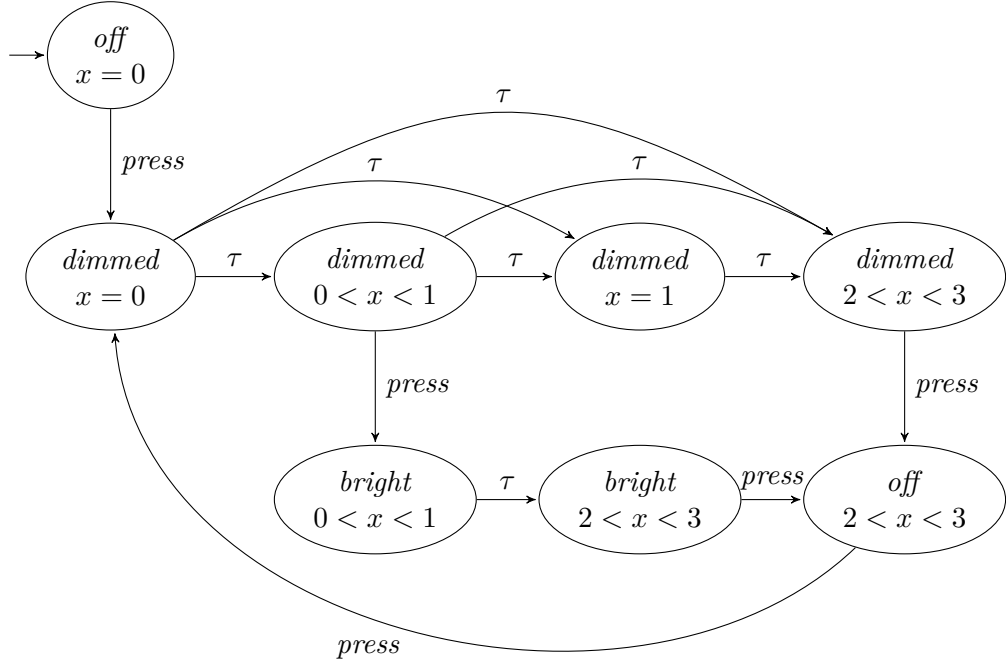 off
x = 0
press
τ
τ
τ
dimmed
x = 0
τ
dimmed
0 < x < 1
τ
dimmed
x = 1
τ
dimmed
2 < x < 3
press
press
bright
0 < x < 1
τ
bright
2 < x < 3
press
off
2 < x < 3
press